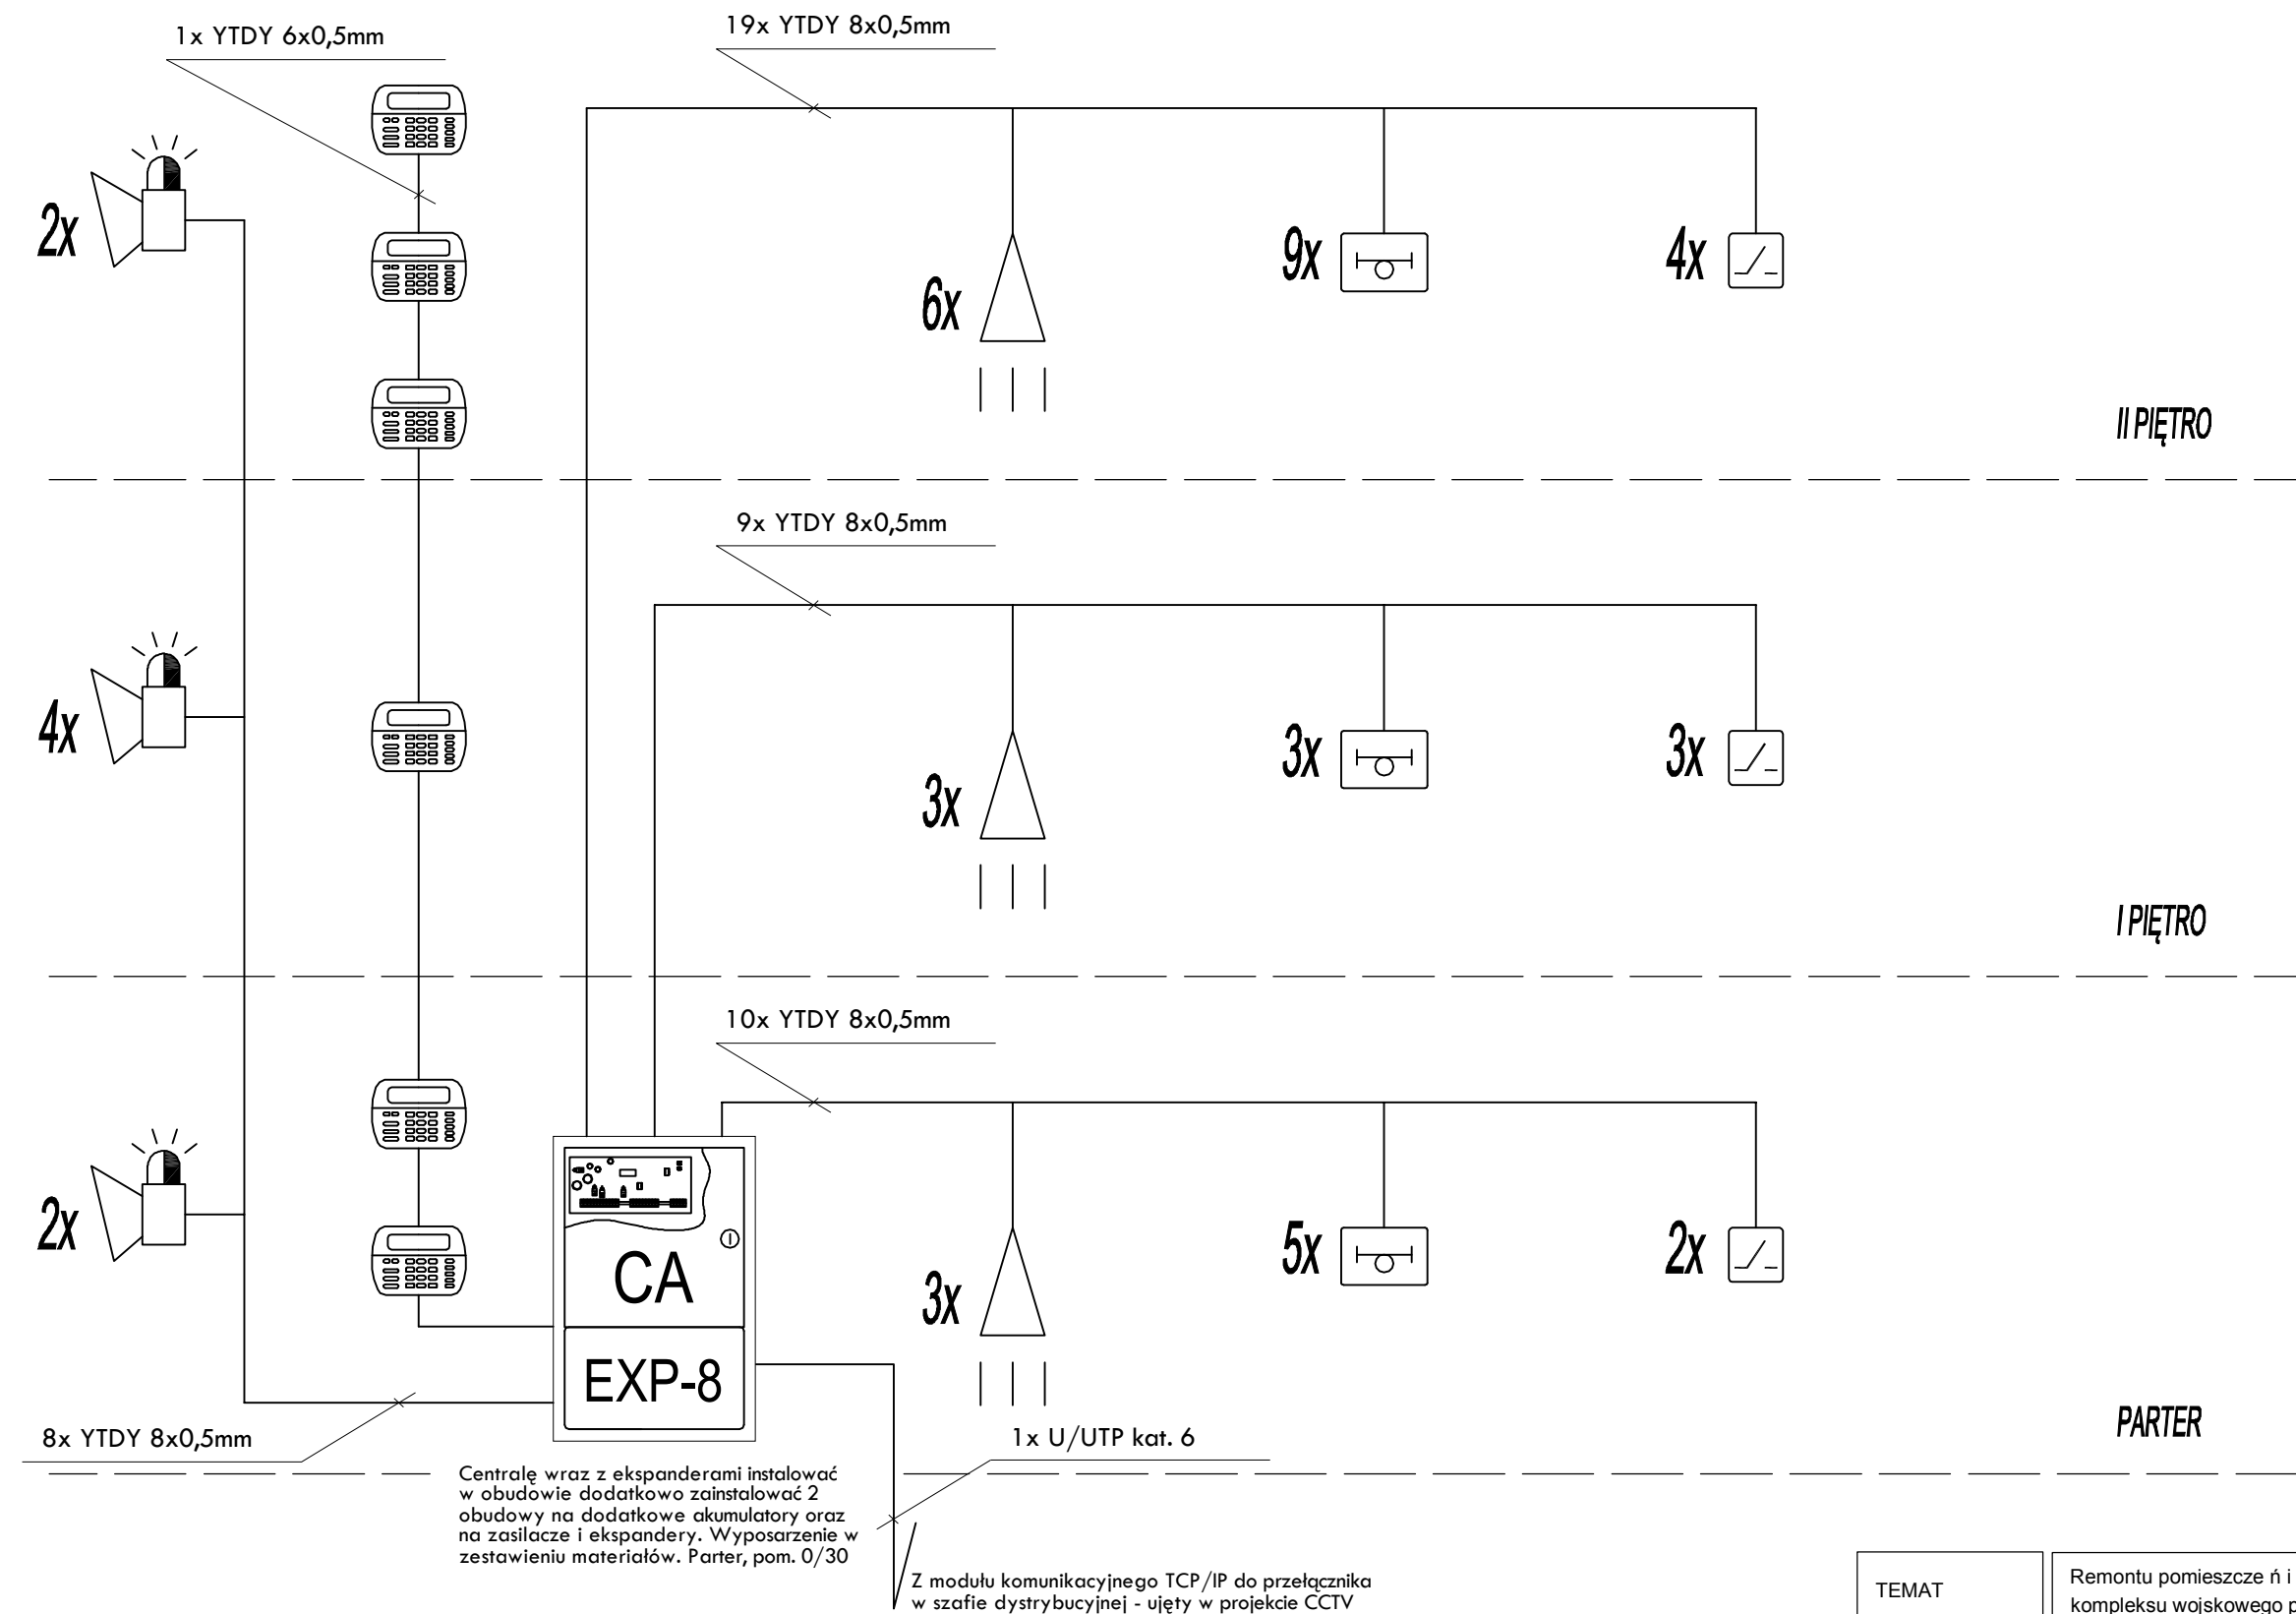 1x YTDY 6x0,5mm
19x YTDY 8x0,5mm
2x
6x
9x
4x
II PIĘTRO
9x YTDY 8x0,5mm
4x
3x
3x
3x
I PIĘTRO
10x YTDY 8x0,5mm
2x
CA
EXP-8
3x
5x
2x
PARTER
8x YTDY 8x0,5mm
1x U/UTP kat. 6
Centralę wraz z ekspanderami instalować
w obudowie dodatkowo zainstalować 2
obudowy na dodatkowe akumulatory oraz
na zasilacze i ekspandery. Wyposarzenie w
zestawieniu materiałów. Parter, pom. 0/30
Z modułu komunikacyjnego TCP/IP do przełącznika
w szafie dystrybucyjnej - ujęty w projekcie CCTV
TEMAT
Remontu pomieszcze ń i
kompleksu wojskowego p